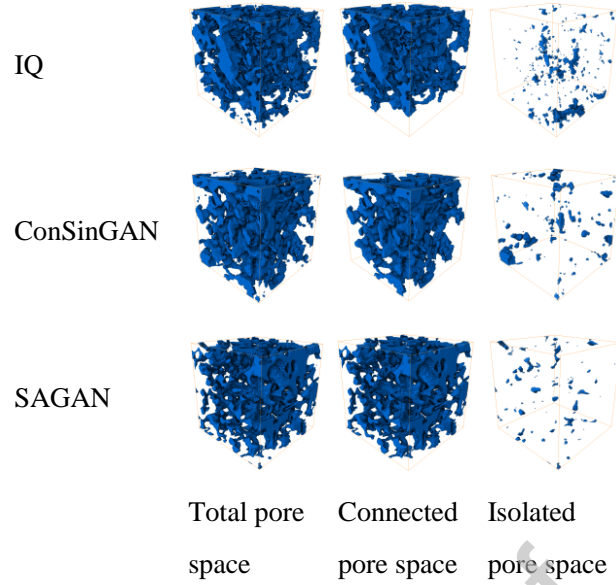 IQ
ConSinGAN
SAGAN
Total pore Connected Isolated
space pore space pore space